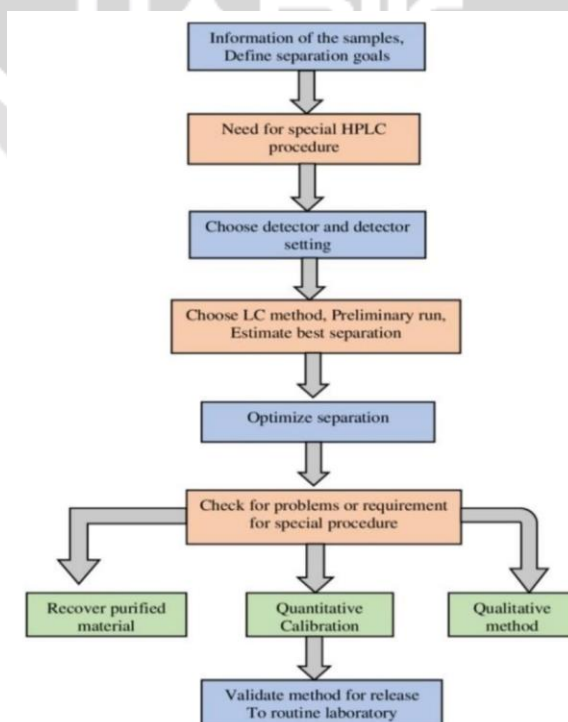 Information of the samples,
Define separation goals
Need for special HPLC
procedure
Choose detector and detector
setting
Choose LC method, Preliminary run,
Estimate best separation
Optimize separation
Check for problems or requirement
for special procedure
Recover purified
material
Quantitative
Calibration
Qualitative
method
Validate method for release
To routine laboratory